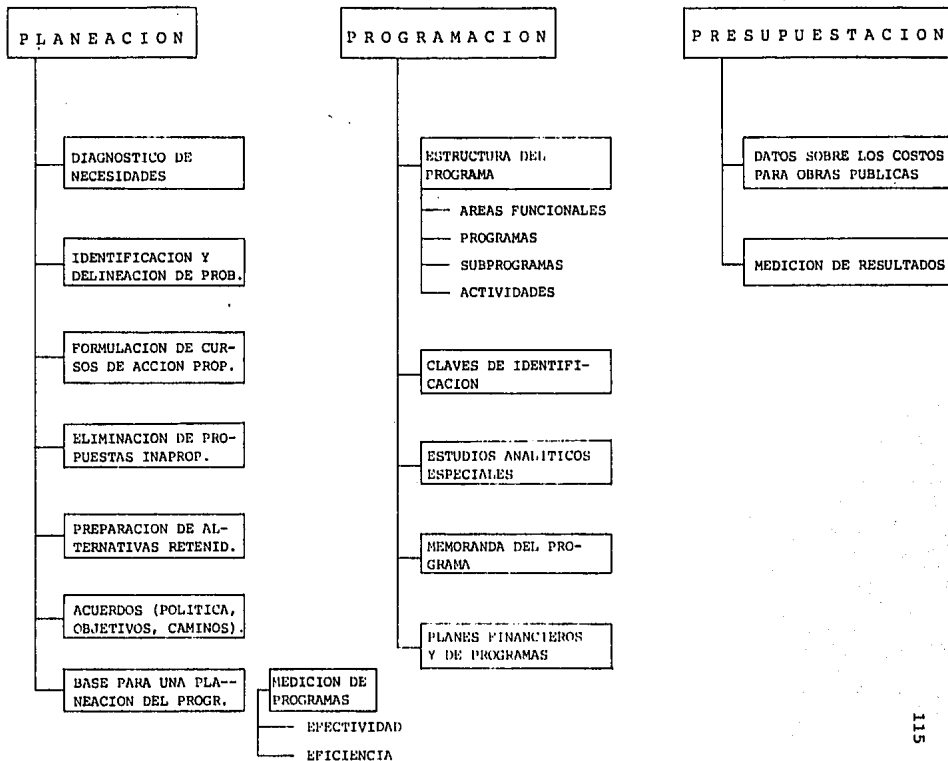 PLANEACION
DIAGNOSTICO DE
NECESIDADES
IDENTIFICACION Y
DELINEACION DE PROB.
FORMULACION DE CUR-
SOS DE ACCION PROP.
ELIMINACION DE PRO-
PUESTAS INAPROP.
PREPARACION DE AL-
TERNATIVAS RETENID.
ACUERDOS (POLITICA,
OBJETIVOS, CAMINOS).
BASE PARA UNA PLA--
NEACION DEL PROGR.
MEDICION DE
PROGRAMAS
EFECTIVIDAD
EFICIENCIA
PROGRAMACION
ESTRUCTURA DEL
PROGRAMA
AREAS FUNCIONALES
PROGRAMAS
SUBPROGRAMAS
ACTIVIDADES
CLAVES DE IDENTIFI-
CACION
ESTUDIOS ANALITICOS
ESPECIALES
MEMORANDA DEL PRO-
GRAMA
PLANES FINANCIEROS
Y DE PROGRAMAS
PRESUPUESTACION
DATOS SOBRE LOS COSTOS
PARA OBRAS PUBLICAS
MEDICION DE RESULTADOS
115